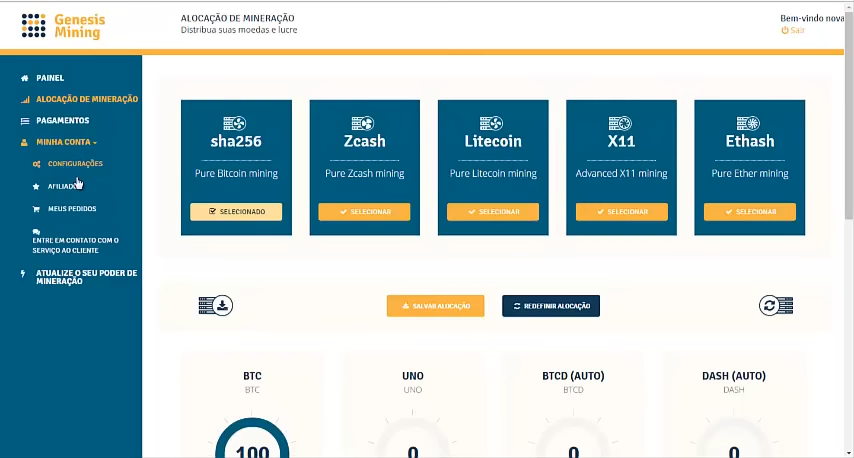 Genesis
Mining
ALOCAÇÃO DE MINERAÇÃO
Distribua suas moedas e lucre
Bem-vindo nova
Sair
PAINEL
ALOCAÇÃO DE MINERAÇÃO
PAGAMENTOS
MINHA CONTA
CONFIGURAÇÕES
MEUS PEDIDOS
ENTRE EM CONTATO COM O
SERVIÇO AO CLIENTE
ATUALIZE O SEU PODER DE
MINERAÇÃO
sha256
Pure Bitcoin mining
SELECIONADO
Zcash
Pure Zcash mining
SELECIONAR
Litecoin
Pure Litecoin mining
SELECIONAR
X11
Advanced X11 mining
SELECIONAR
Ethash
Pure Ether mining
SELECIONAR
SALVAR ALOCAÇÃO
REDEFINIR ALOCAÇÃO
BTC
BTC
100
UNO
UNO
0
BTCD (AUTO)
BTCD
0
DASH (AUTO)
DASH
0